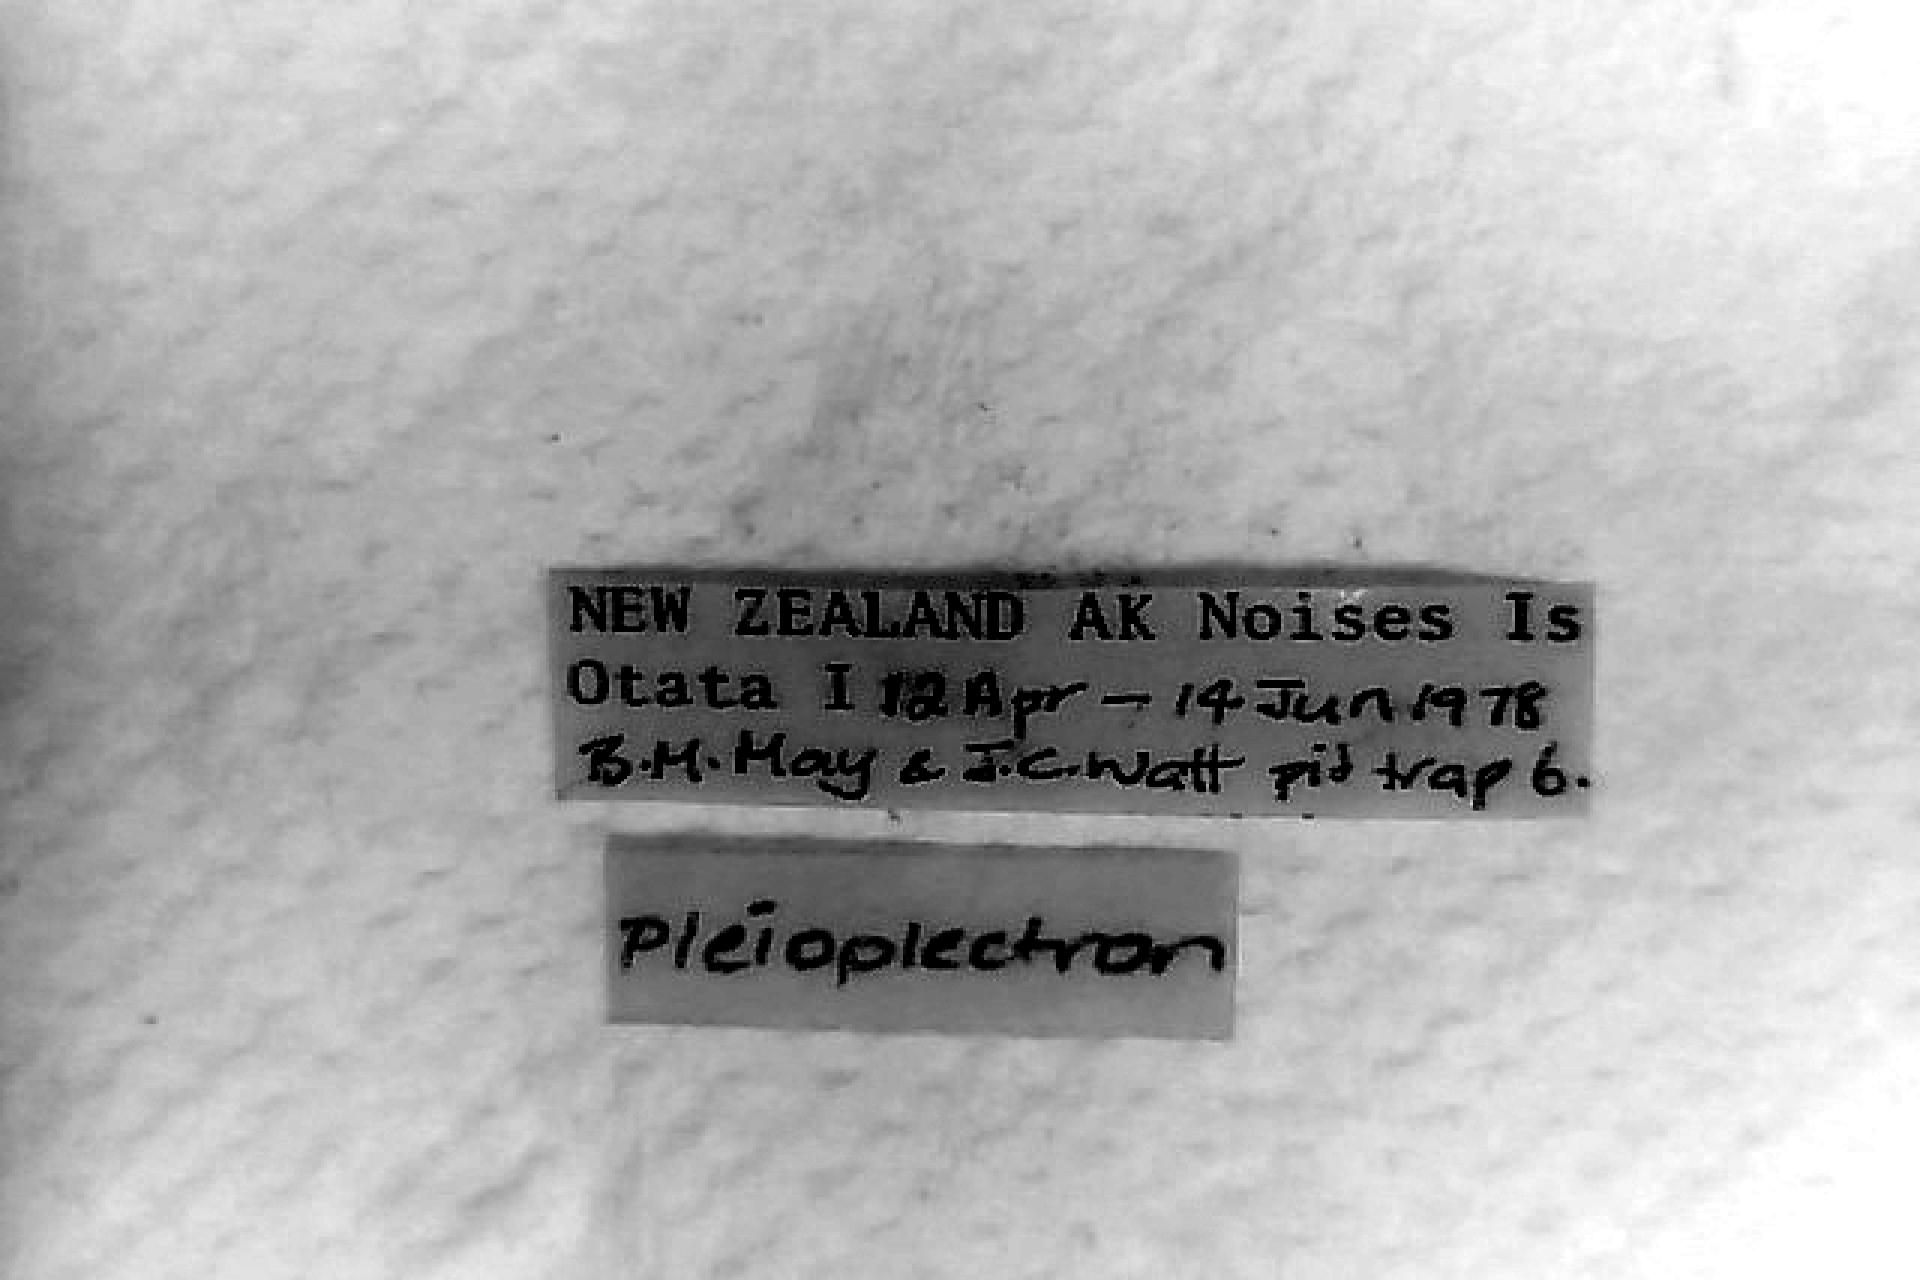 NEW ZEALAND AK Noises Is
Otata I 12 Apr – 14 Jun 1978
B.M. May & J.C. Watt pit trap 6.
Pleioplectron